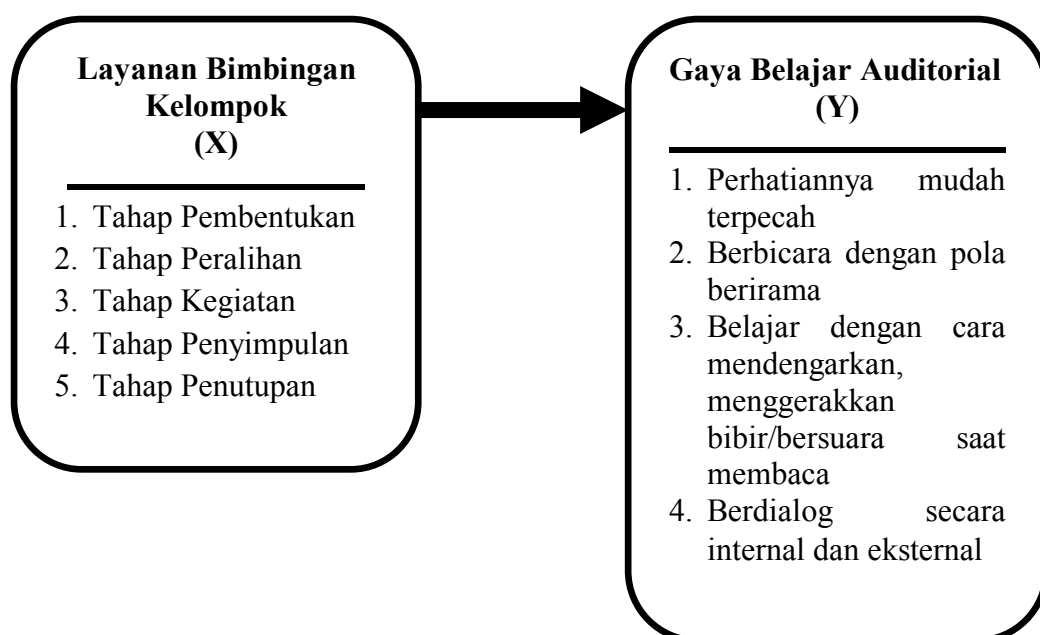 Layanan Bimbingan
Kelompok
(X)
1. Tahap Pembentukan
2. Tahap Peralihan
3. Tahap Kegiatan
4. Tahap Penyimpulan
5. Tahap Penutupan
Gaya Belajar Auditorial
(Y)
1. Perhatiannya mudah
terpecah
2. Berbicara dengan pola
berirama
3. Belajar dengan cara
mendengarkan,
menggerakkan
bibir/bersuara saat
membaca
4. Berdialog secara
internal dan eksternal